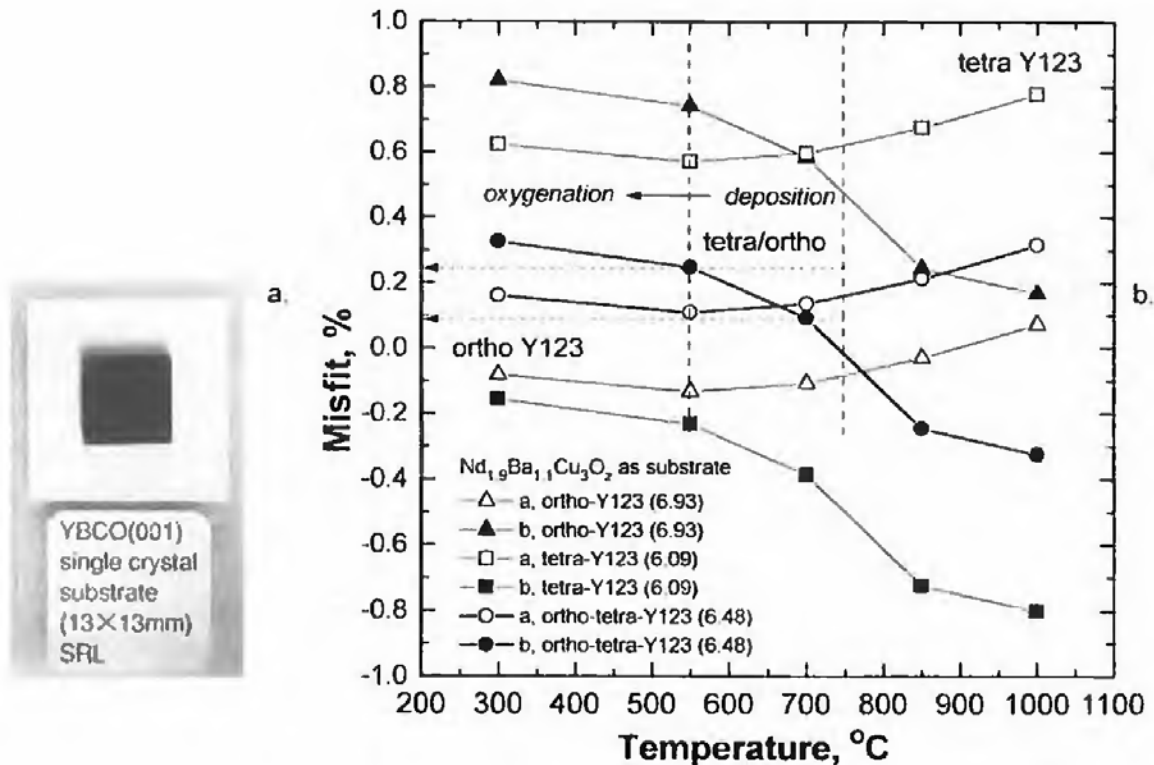 a.
YBCO(001)
single crystal
substrate
(13×13mm)
SRL
b.
Misfit, %
1.0
0.8
0.6
0.4
0.2
0.0
-0.2
-0.4
-0.6
-0.8
-1.0
tetra Y123
oxygenation
deposition
tetra/ortho
ortho Y123
Nd₁.₉Ba₁.₁Cu₃O𝓏 as substrate
a, ortho-Y123 (6.93)
b, ortho-Y123 (6.93)
a, tetra-Y123 (6.09)
b, tetra-Y123 (6.09)
a, ortho-tetra-Y123 (6.48)
b, ortho-tetra-Y123 (6.48)
200 300 400 500 600 700 800 900 1000 1100
Temperature, °C